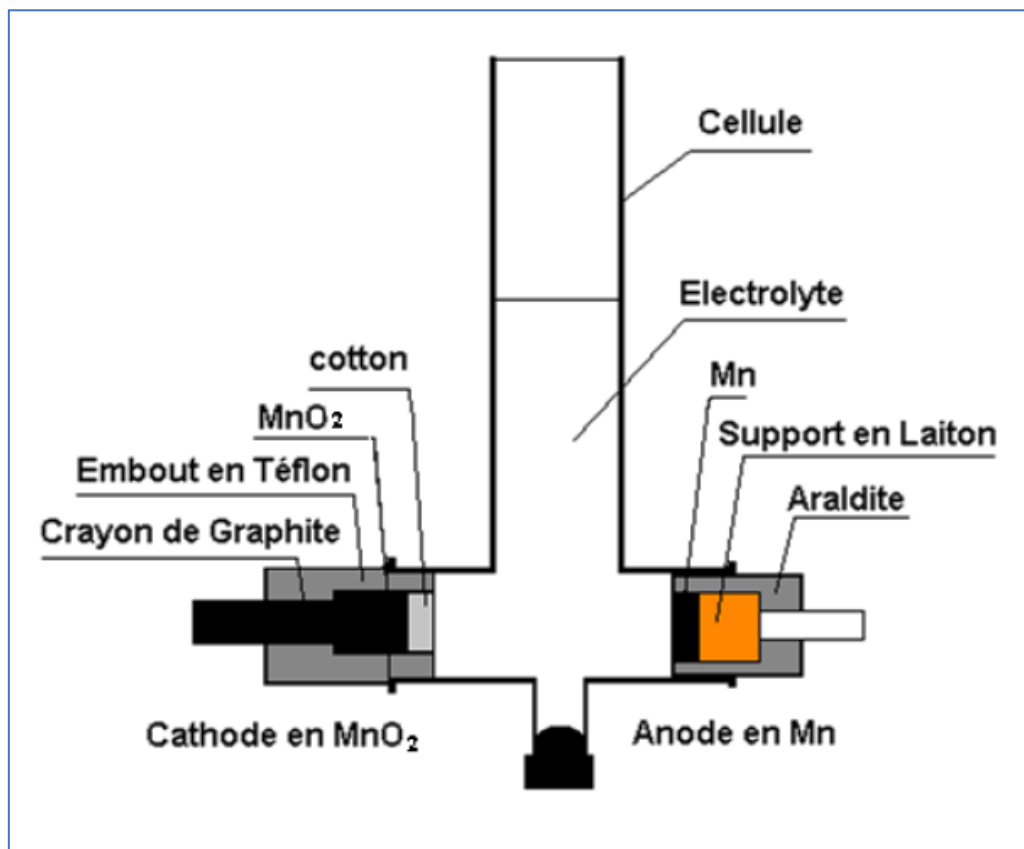 Cellule
Electrolyte
cotton
Mn
MnO₂
Support en Laiton
Embout en Téflon
Araldite
Crayon de Graphite
Cathode en MnO₂
Anode en Mn